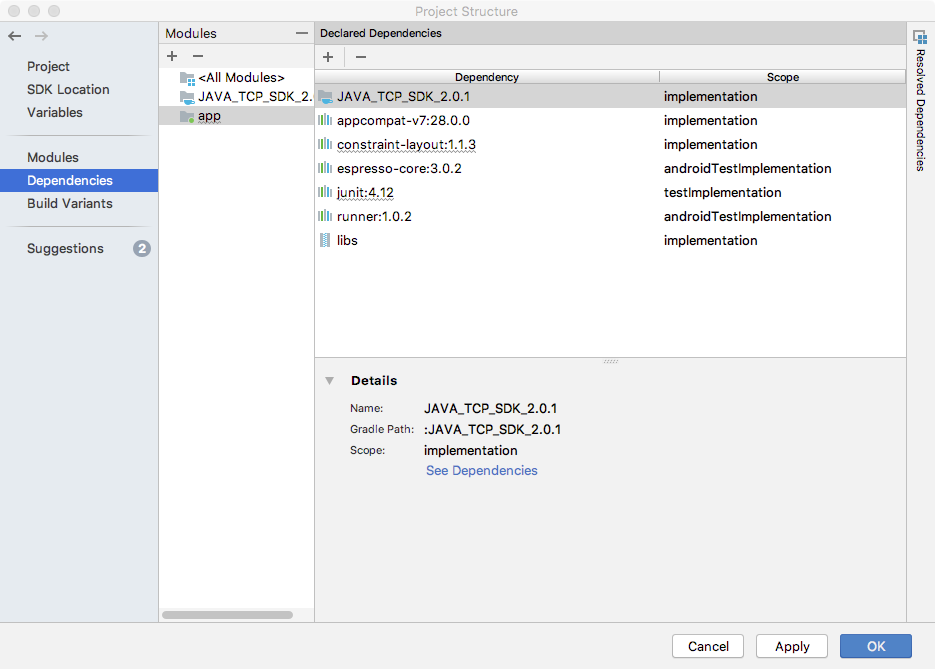 Project Structure
Project
SDK Location
Variables
Modules
Dependencies
Build Variants
Suggestions 2
Modules
<All Modules>
JAVA_TCP_SDK_2.
app
Declared Dependencies
Dependency Scope
JAVA_TCP_SDK_2.0.1 implementation
appcompat-v7:28.0.0 implementation
constraint-layout:1.1.3 implementation
espresso-core:3.0.2 androidTestImplementation
junit:4.12 testImplementation
runner:1.0.2 androidTestImplementation
libs implementation
Details
Name: JAVA_TCP_SDK_2.0.1
Gradle Path: :JAVA_TCP_SDK_2.0.1
Scope: implementation
See Dependencies
Resolved Dependencies
Cancel Apply OK